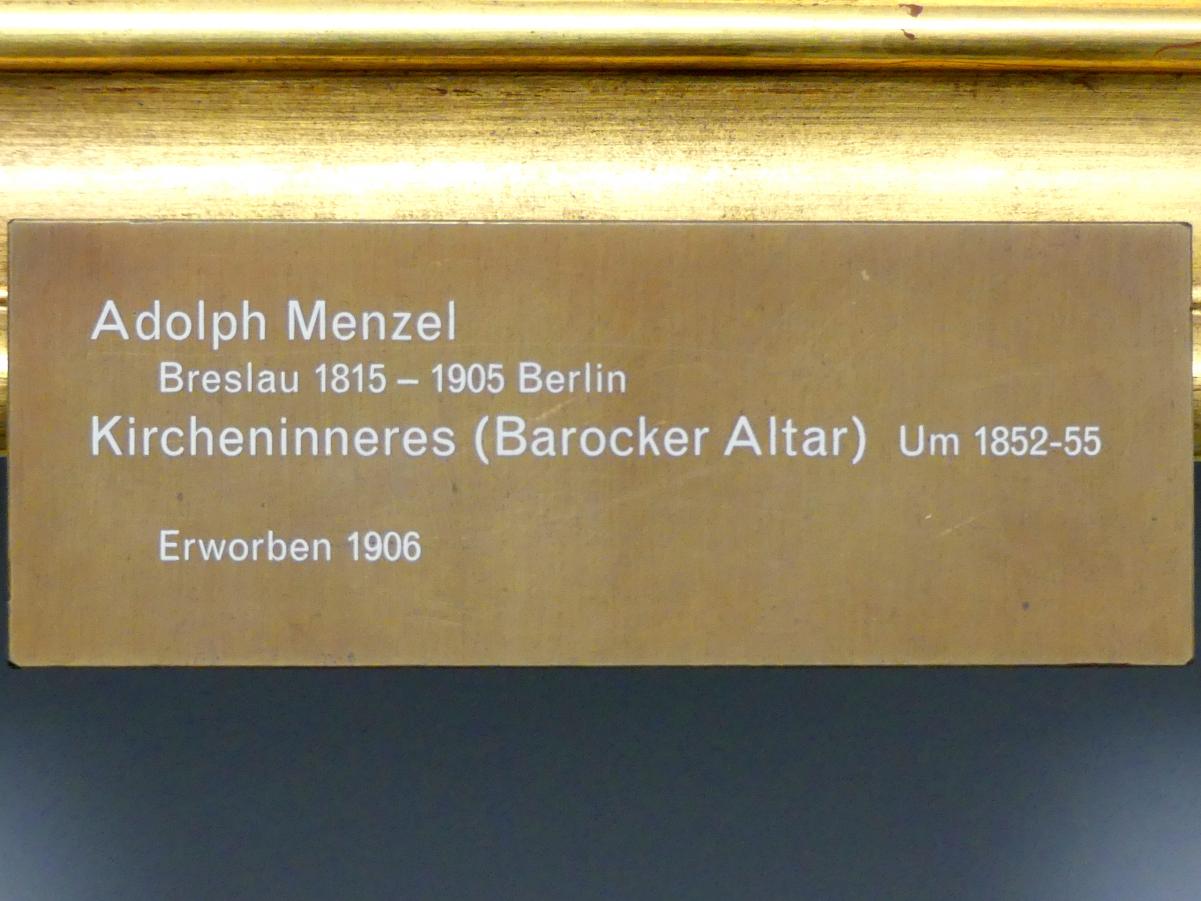 Adolph Menzel
Breslau 1815 – 1905 Berlin
Kircheninneres (Barocker Altar) Um 1852-55
Erworben 1906